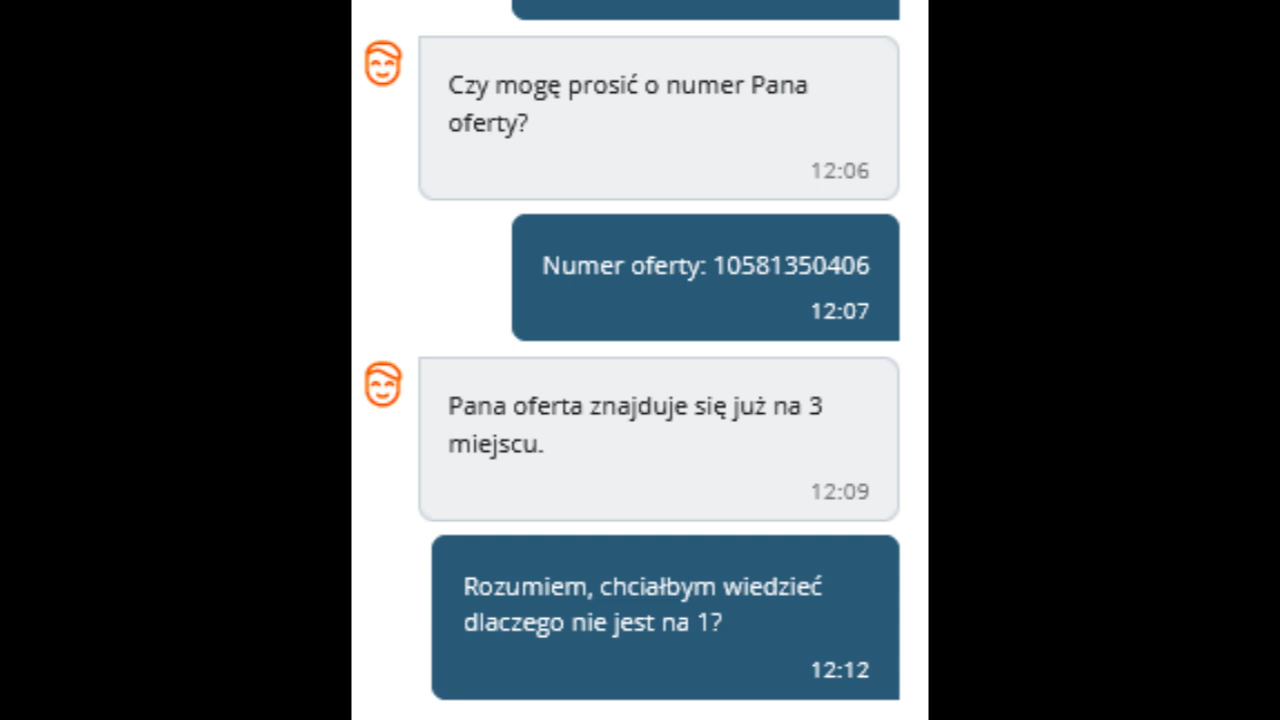 Czy mogę prosić o numer Pana
oferty?
12:06
Numer oferty: 10581350406
12:07
Pana oferta znajduje się już na 3
miejscu.
12:09
Rozumiem, chciałbym wiedzieć
dlaczego nie jest na 1?
12:12